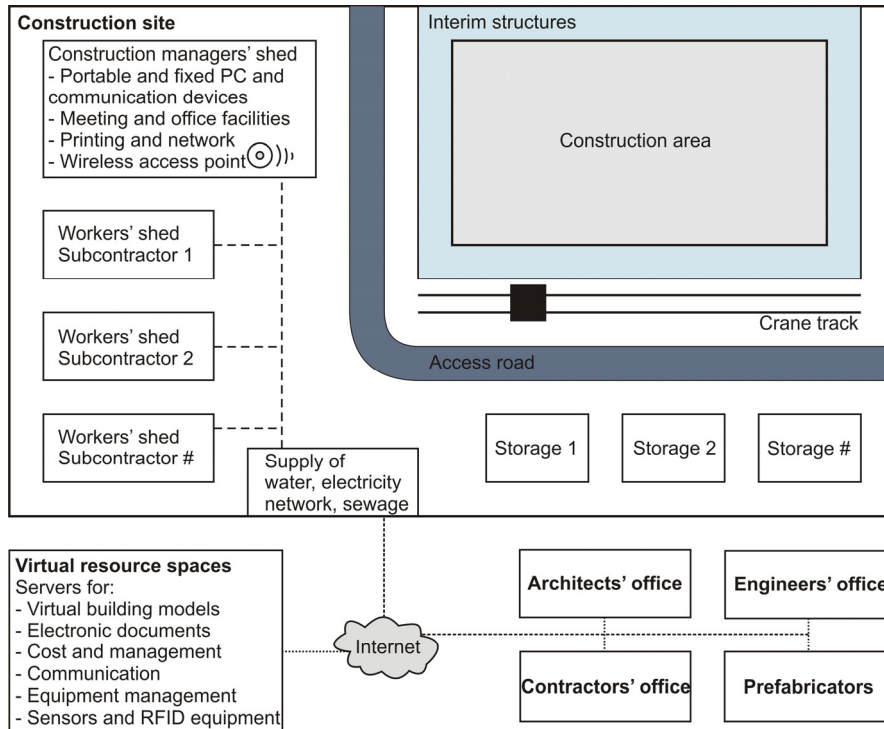 Construction site
Construction managers’ shed
- Portable and fixed PC and
communication devices
- Meeting and office facilities
- Printing and network
- Wireless access point
Workers’ shed
Subcontractor 1
Workers’ shed
Subcontractor 2
Workers’ shed
Subcontractor #
Supply of
water, electricity
network, sewage
Interim structures
Construction area
Crane track
Access road
Storage 1
Storage 2
Storage #
Virtual resource spaces
Servers for:
- Virtual building models
- Electronic documents
- Cost and management
- Communication
- Equipment management
- Sensors and RFID equipment
Internet
Architects’ office
Engineers’ office
Contractors’ office
Prefabricators